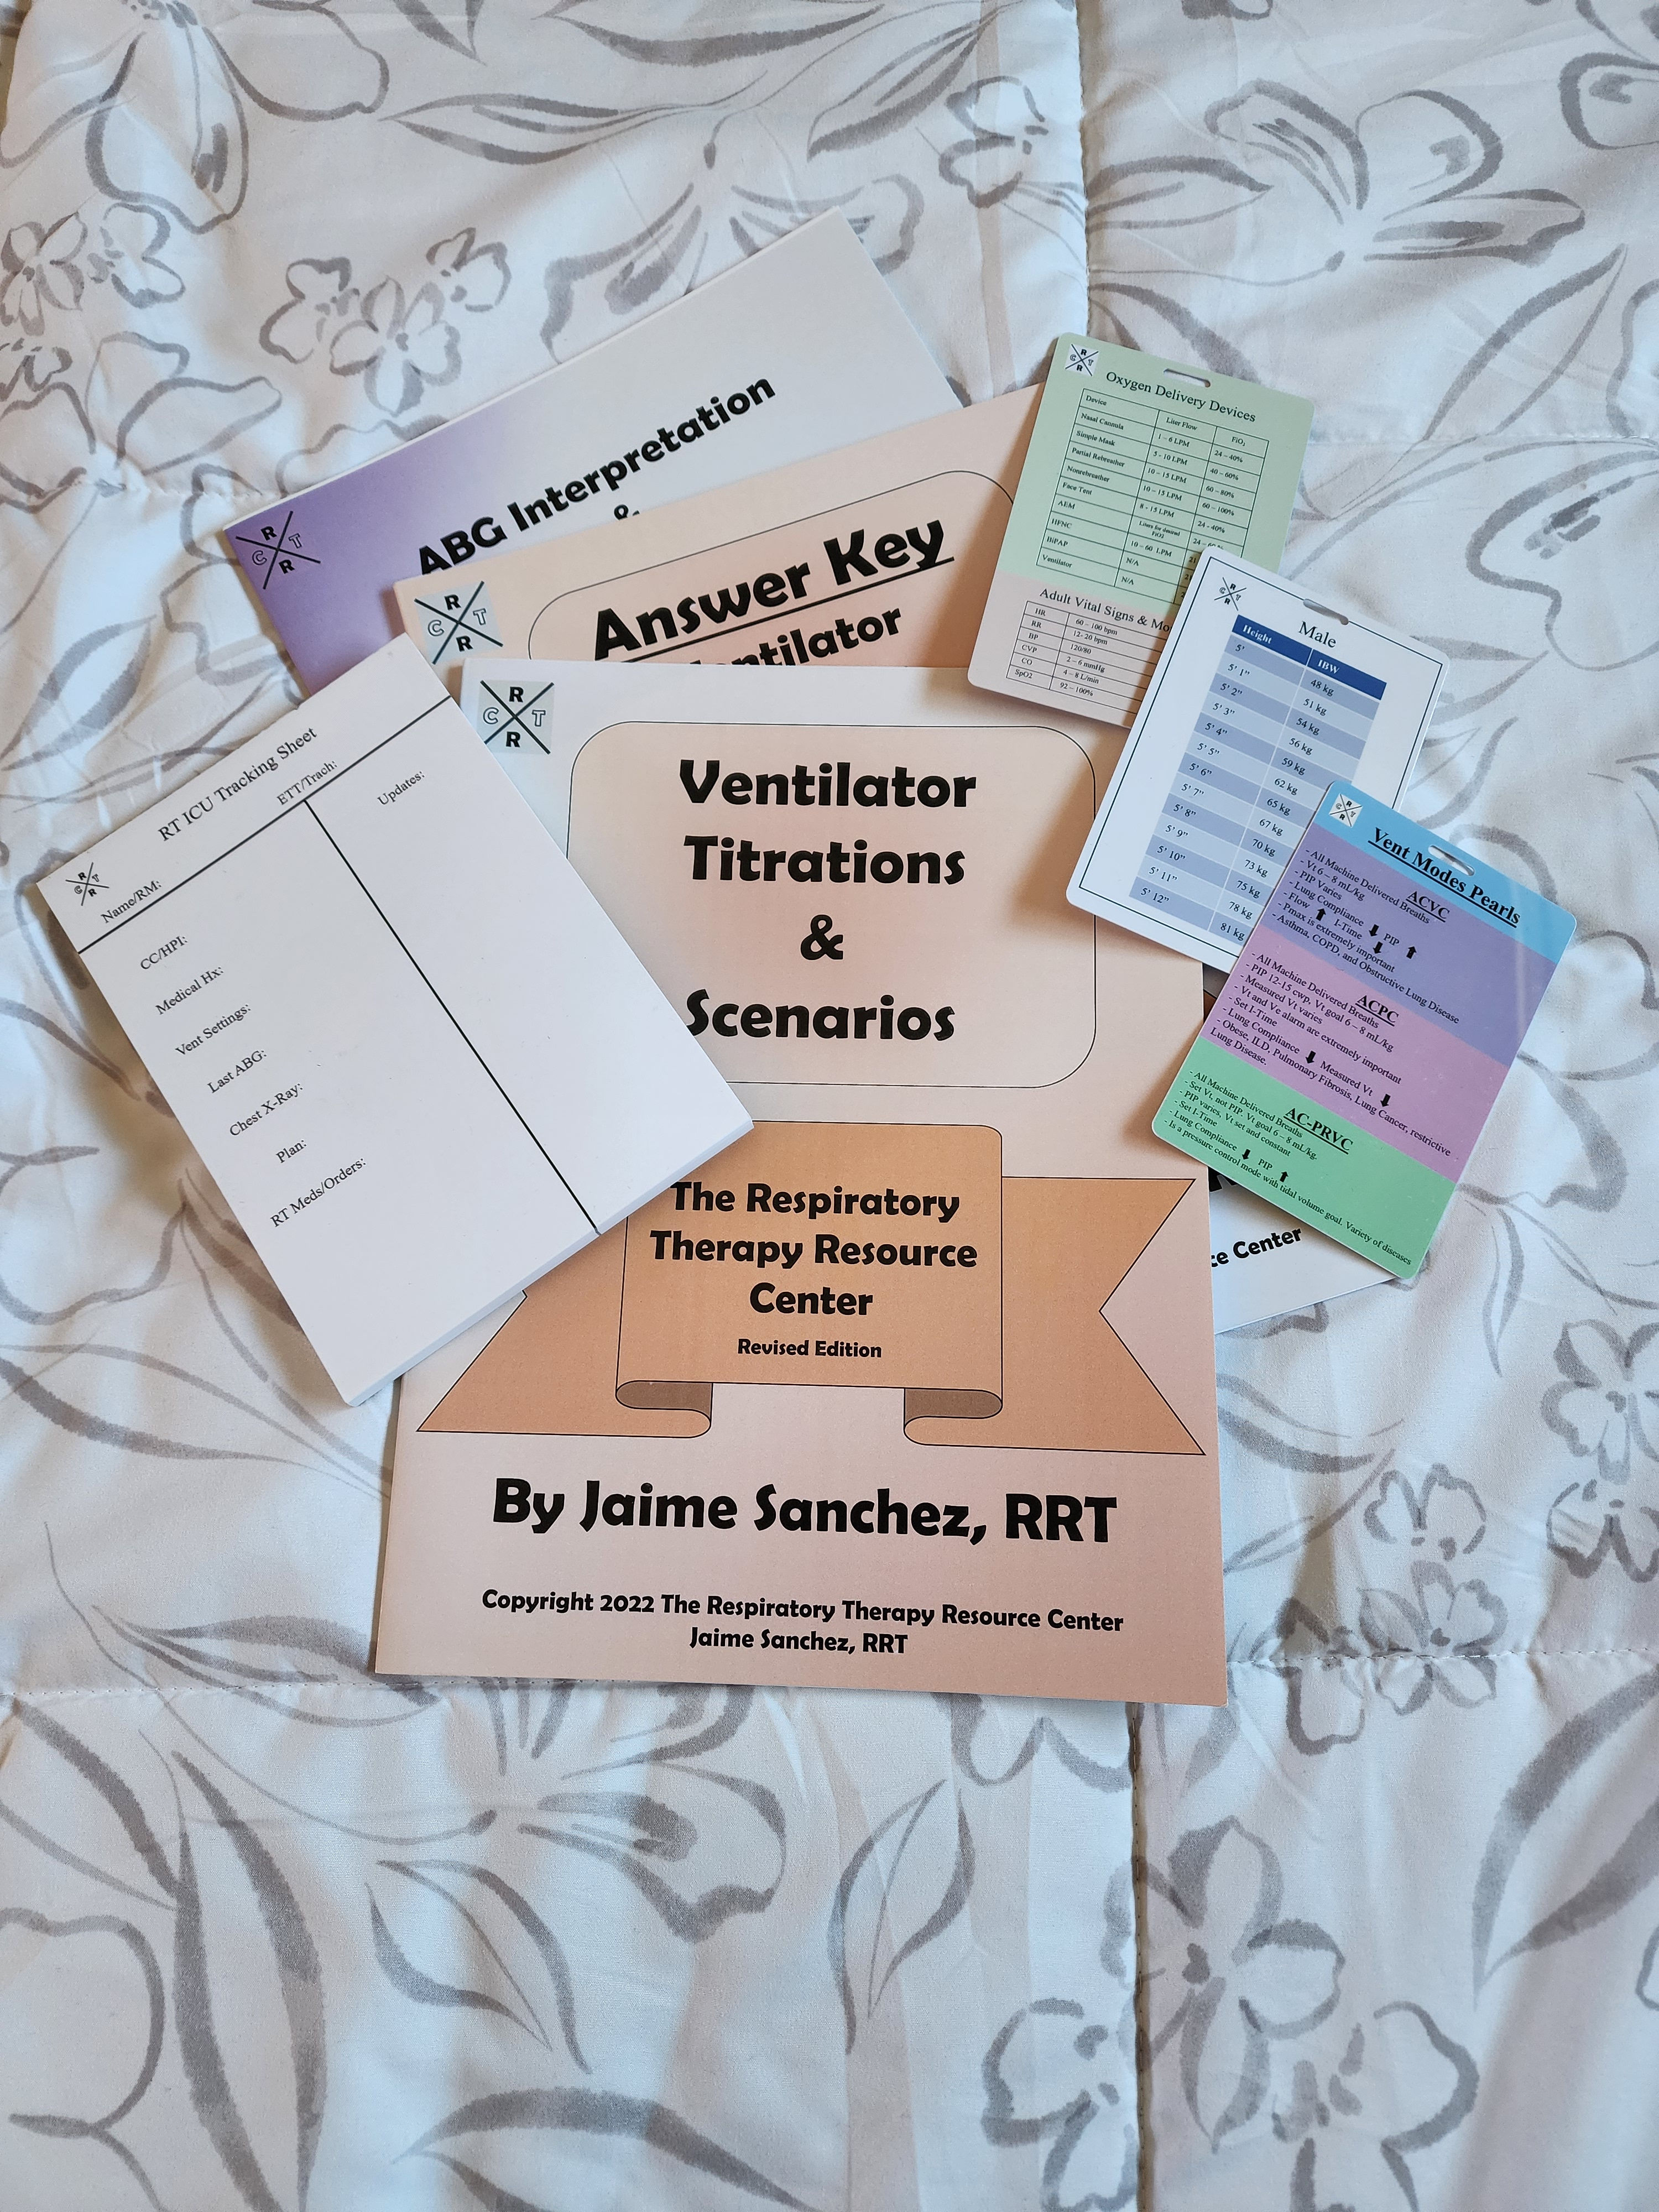 R
C T
R
ABG Interpretation
&
R
C T
R
Answer Key
R
C T
R
Ventilator
Titrations
&
Scenarios
The Respiratory
Therapy Resource
Center
Revised Edition
By Jaime Sanchez, RRT
Copyright 2022 The Respiratory Therapy Resource Center
Jaime Sanchez, RRT
R
C T
R
RT ICU Tracking Sheet
Name/RM:
ETT/Trach:
Updates:
CC/HPI:
Medical Hx:
Vent Settings:
Last ABG:
Chest X-Ray:
Plan:
RT Meds/Orders:
R
C T
R
Oxygen Delivery Devices
Device Liter Flow FiO2
Nasal Cannula 1 – 6 LPM 24 – 40%
Simple Mask 5 - 10 LPM 40 – 60%
Partial Rebreather 10 – 15 LPM 60 – 80%
Nonrebreather 10 – 15 LPM 60 – 100%
Face Tent 8 - 15 LPM 24 - 40%
AEM Liters for desired FiO2 24 –
HFNC 10 – 60 LPM
BiPAP N/A
Ventilator N/A
Adult Vital Signs &
HR 60 – 100 bpm
RR 12- 20 bpm
BP 120/80
CVP 2 – 6 mmHg
CO 4 – 8 L/min
SpO2 92 – 100%
R
C T
R
Male
Height IBW
5' 48 kg
5' 1" 51 kg
5' 2" 54 kg
5' 3" 56 kg
5' 4" 59 kg
5' 5" 62 kg
5' 6" 65 kg
5' 7" 67 kg
5' 8" 70 kg
5' 9" 73 kg
5' 10" 75 kg
5' 11" 78 kg
5' 12" 81 kg
R
C T
R
Vent Modes Pearls
ACVC
- All Machine Delivered Breaths
- Vt 6 – 8 mL/kg
- PIP Varies
- Lung Compliance ⬇ PIP ⬆
- Flow ⬆ I-Time ⬇
- Pmax is extremely important
- Asthma, COPD, and Obstructive Lung Disease
ACPC
- All Machine Delivered Breaths
- PIP 12-15 cwp, Vt goal 6 – 8 mL/kg
- Measured Vt varies
- Vt and Ve alarm are extremely important
- Set I-Time
- Lung Compliance ⬇ Measured Vt ⬇
- Obese, ILD, Pulmonary Fibrosis, Lung Cancer, restrictive
Lung Disease.
AC-PRVC
- All Machine Delivered Breaths
- Set Vt, not PIP. Vt goal 6 – 8 mL/kg.
- PIP varies, Vt set and constant
- Set I-Time
- Lung Compliance ⬇ PIP ⬆
- Is a pressure control mode with tidal volume goal. Variety of diseases
Center